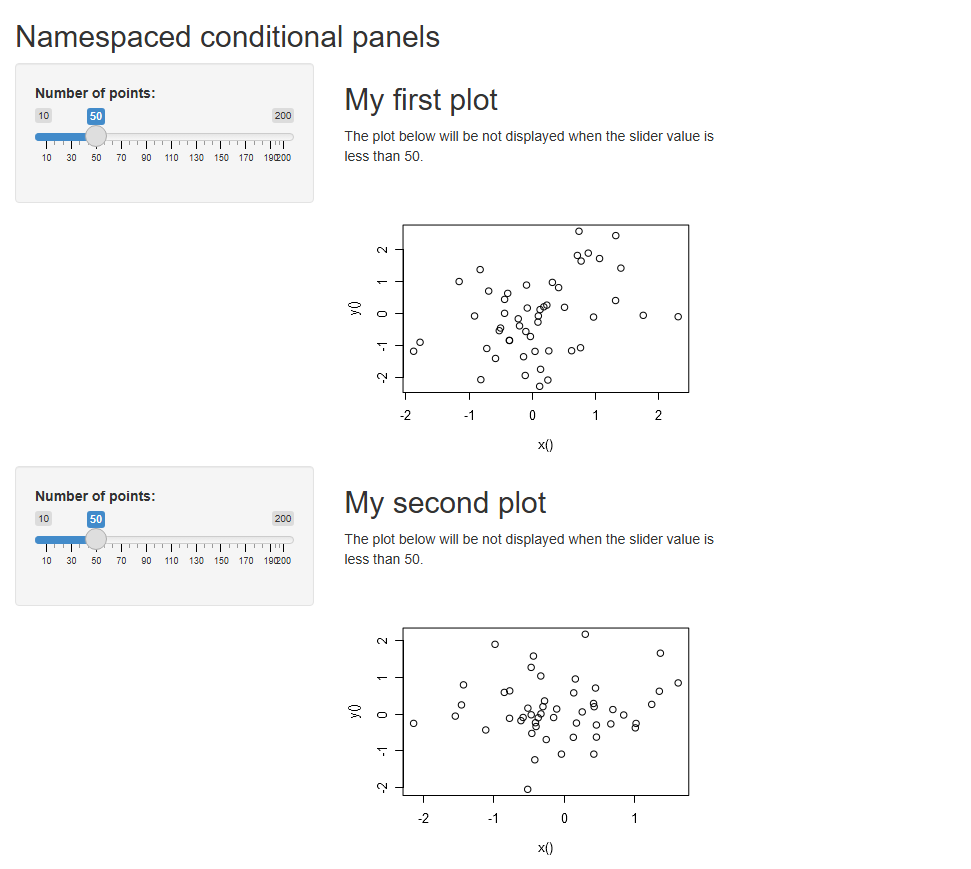 Namespaced conditional panels
Number of points:
10 50 200
10 30 50 70 90 110 130 150 170 190 200
My first plot
The plot below will be not displayed when the slider value is
less than 50.
y()
2
1
0
-1
-2
-2 -1 0 1 2
x()
Number of points:
10 50 200
10 30 50 70 90 110 130 150 170 190 200
My second plot
The plot below will be not displayed when the slider value is
less than 50.
y()
2
1
0
-1
-2
-2 -1 0 1
x()